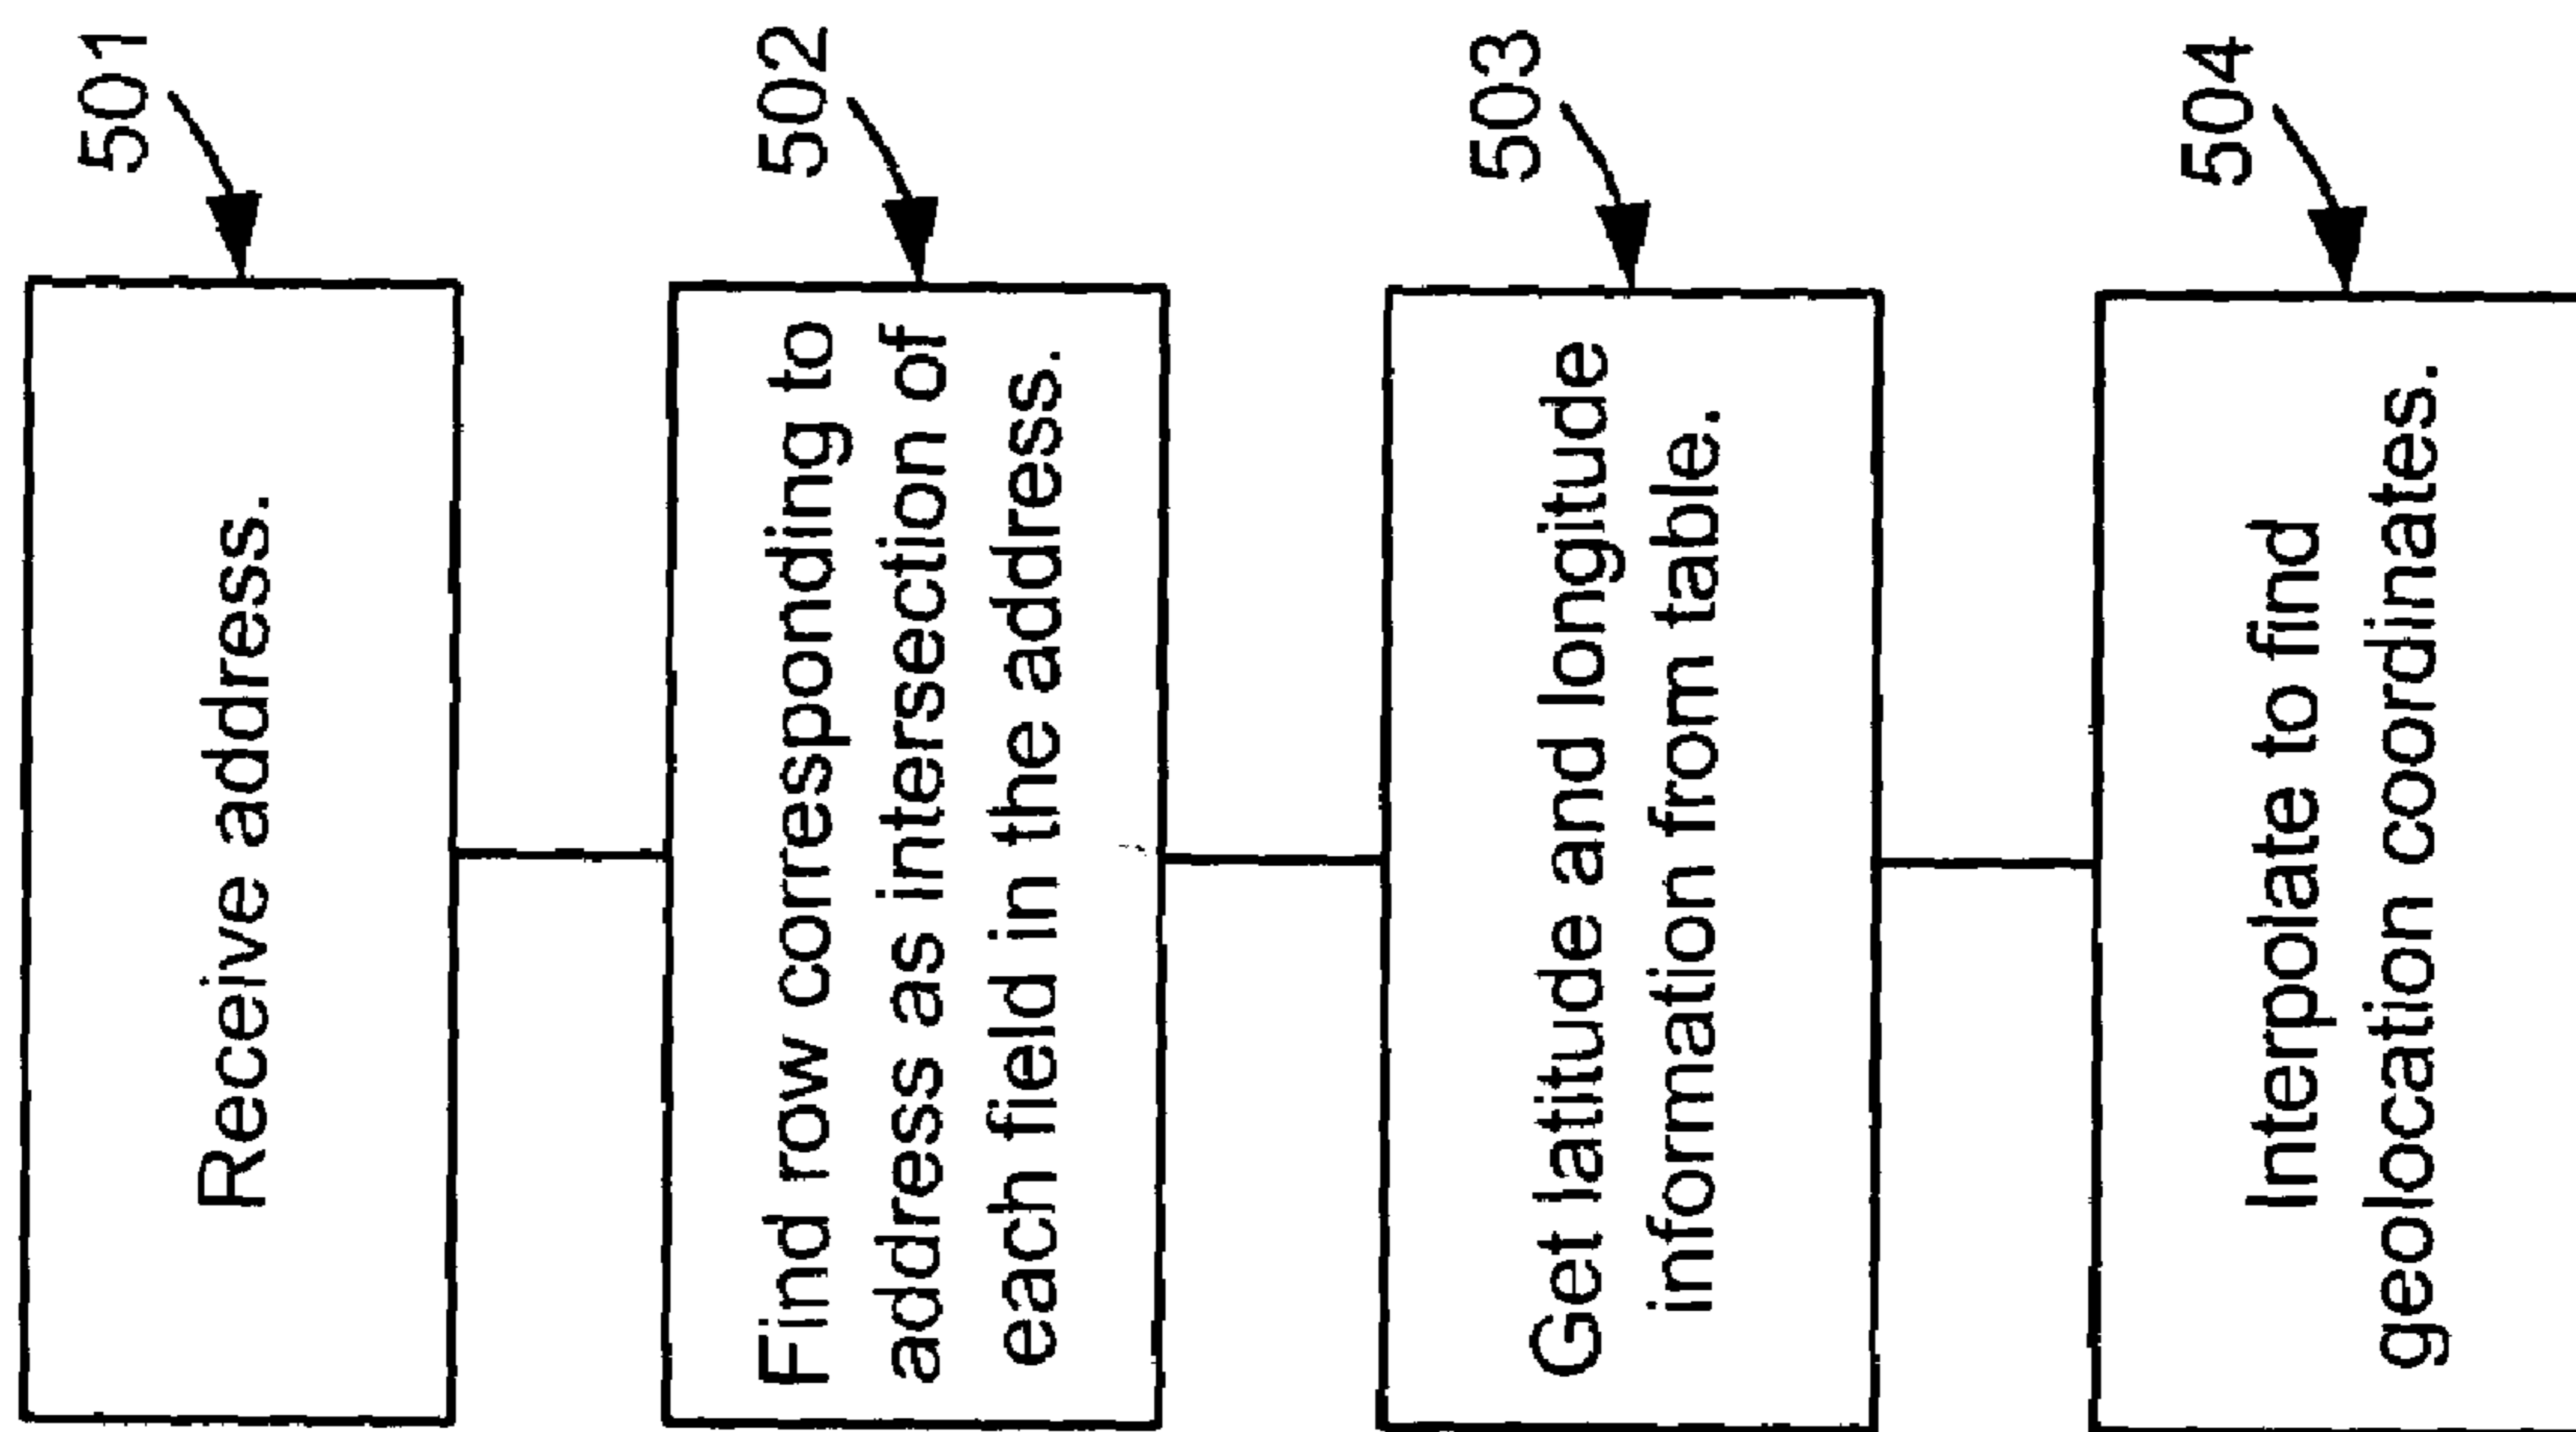 501
Receive address.
502
Find row corresponding to
address as intersection of
each field in the address.
503
Get latitude and longitude
information from table.
504
Interpolate to find
geolocation coordinates.